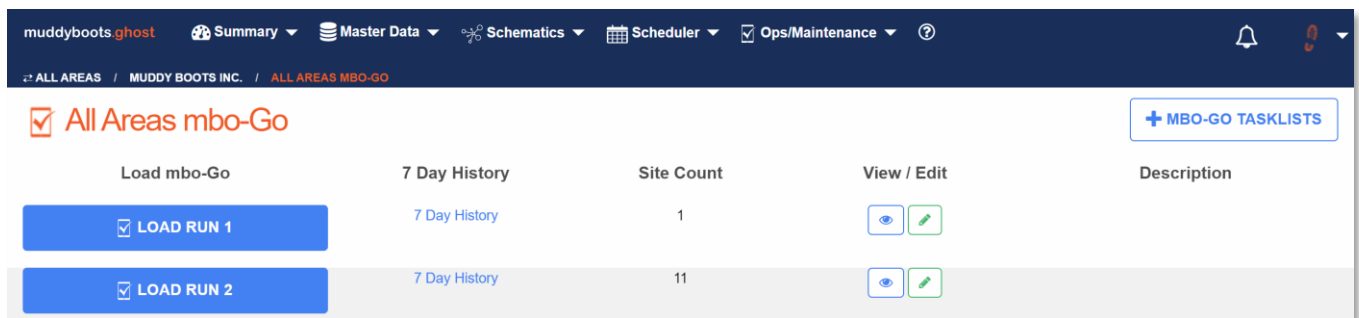 muddyboots.ghost Summary Master Data Schematics Scheduler Ops/Maintenance
ALL AREAS / MUDDY BOOTS INC. / ALL AREAS MBO-GO
All Areas mbo-Go + MBO-GO TASKLISTS
Load mbo-Go 7 Day History Site Count View / Edit Description
LOAD RUN 1 7 Day History 1
LOAD RUN 2 7 Day History 11